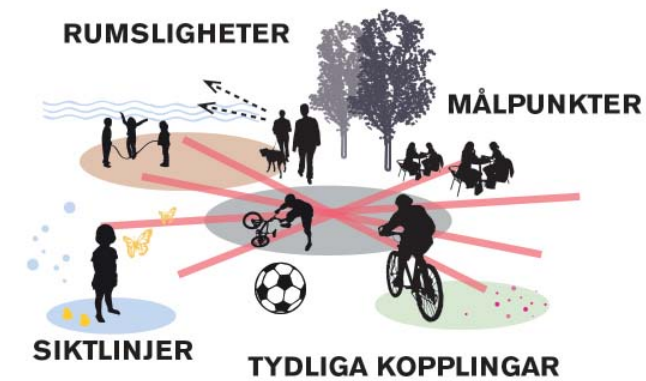 RUMSLIGHETER
MÅLPUNKTER
SIKTLINJER
TYDLIGA KOPPLINGAR